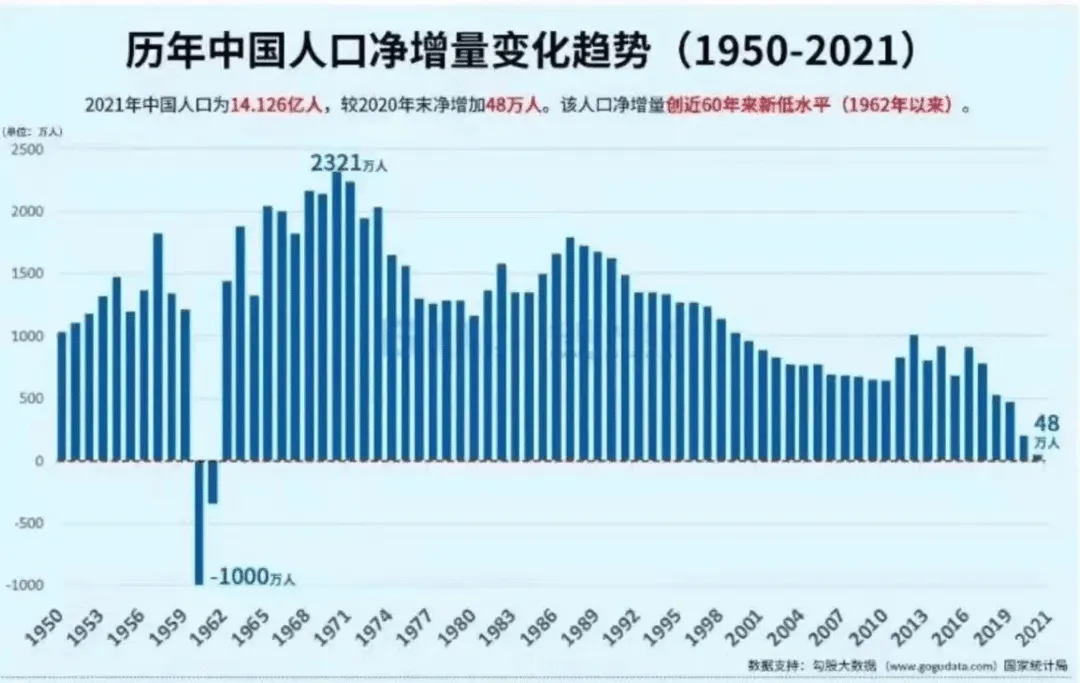 历年中国人口净增量变化趋势（1950-2021）
2021年中国人口为14.126亿人，较2020年末净增加48万人。该人口净增量创近60年来新低水平（1962年以来）。
(单位：万人)
2500
2321万人
2000
1500
1000
500
48
万人
0
-500
-1000
-1000万人
1950 1953 1956 1959 1962 1965 1968 1971 1974 1977 1980 1983 1986 1989 1992 1995 1998 2001 2004 2007 2010 2013 2016 2019 2021
数据支持：勾股大数据（www.gogudata.com）国家统计局